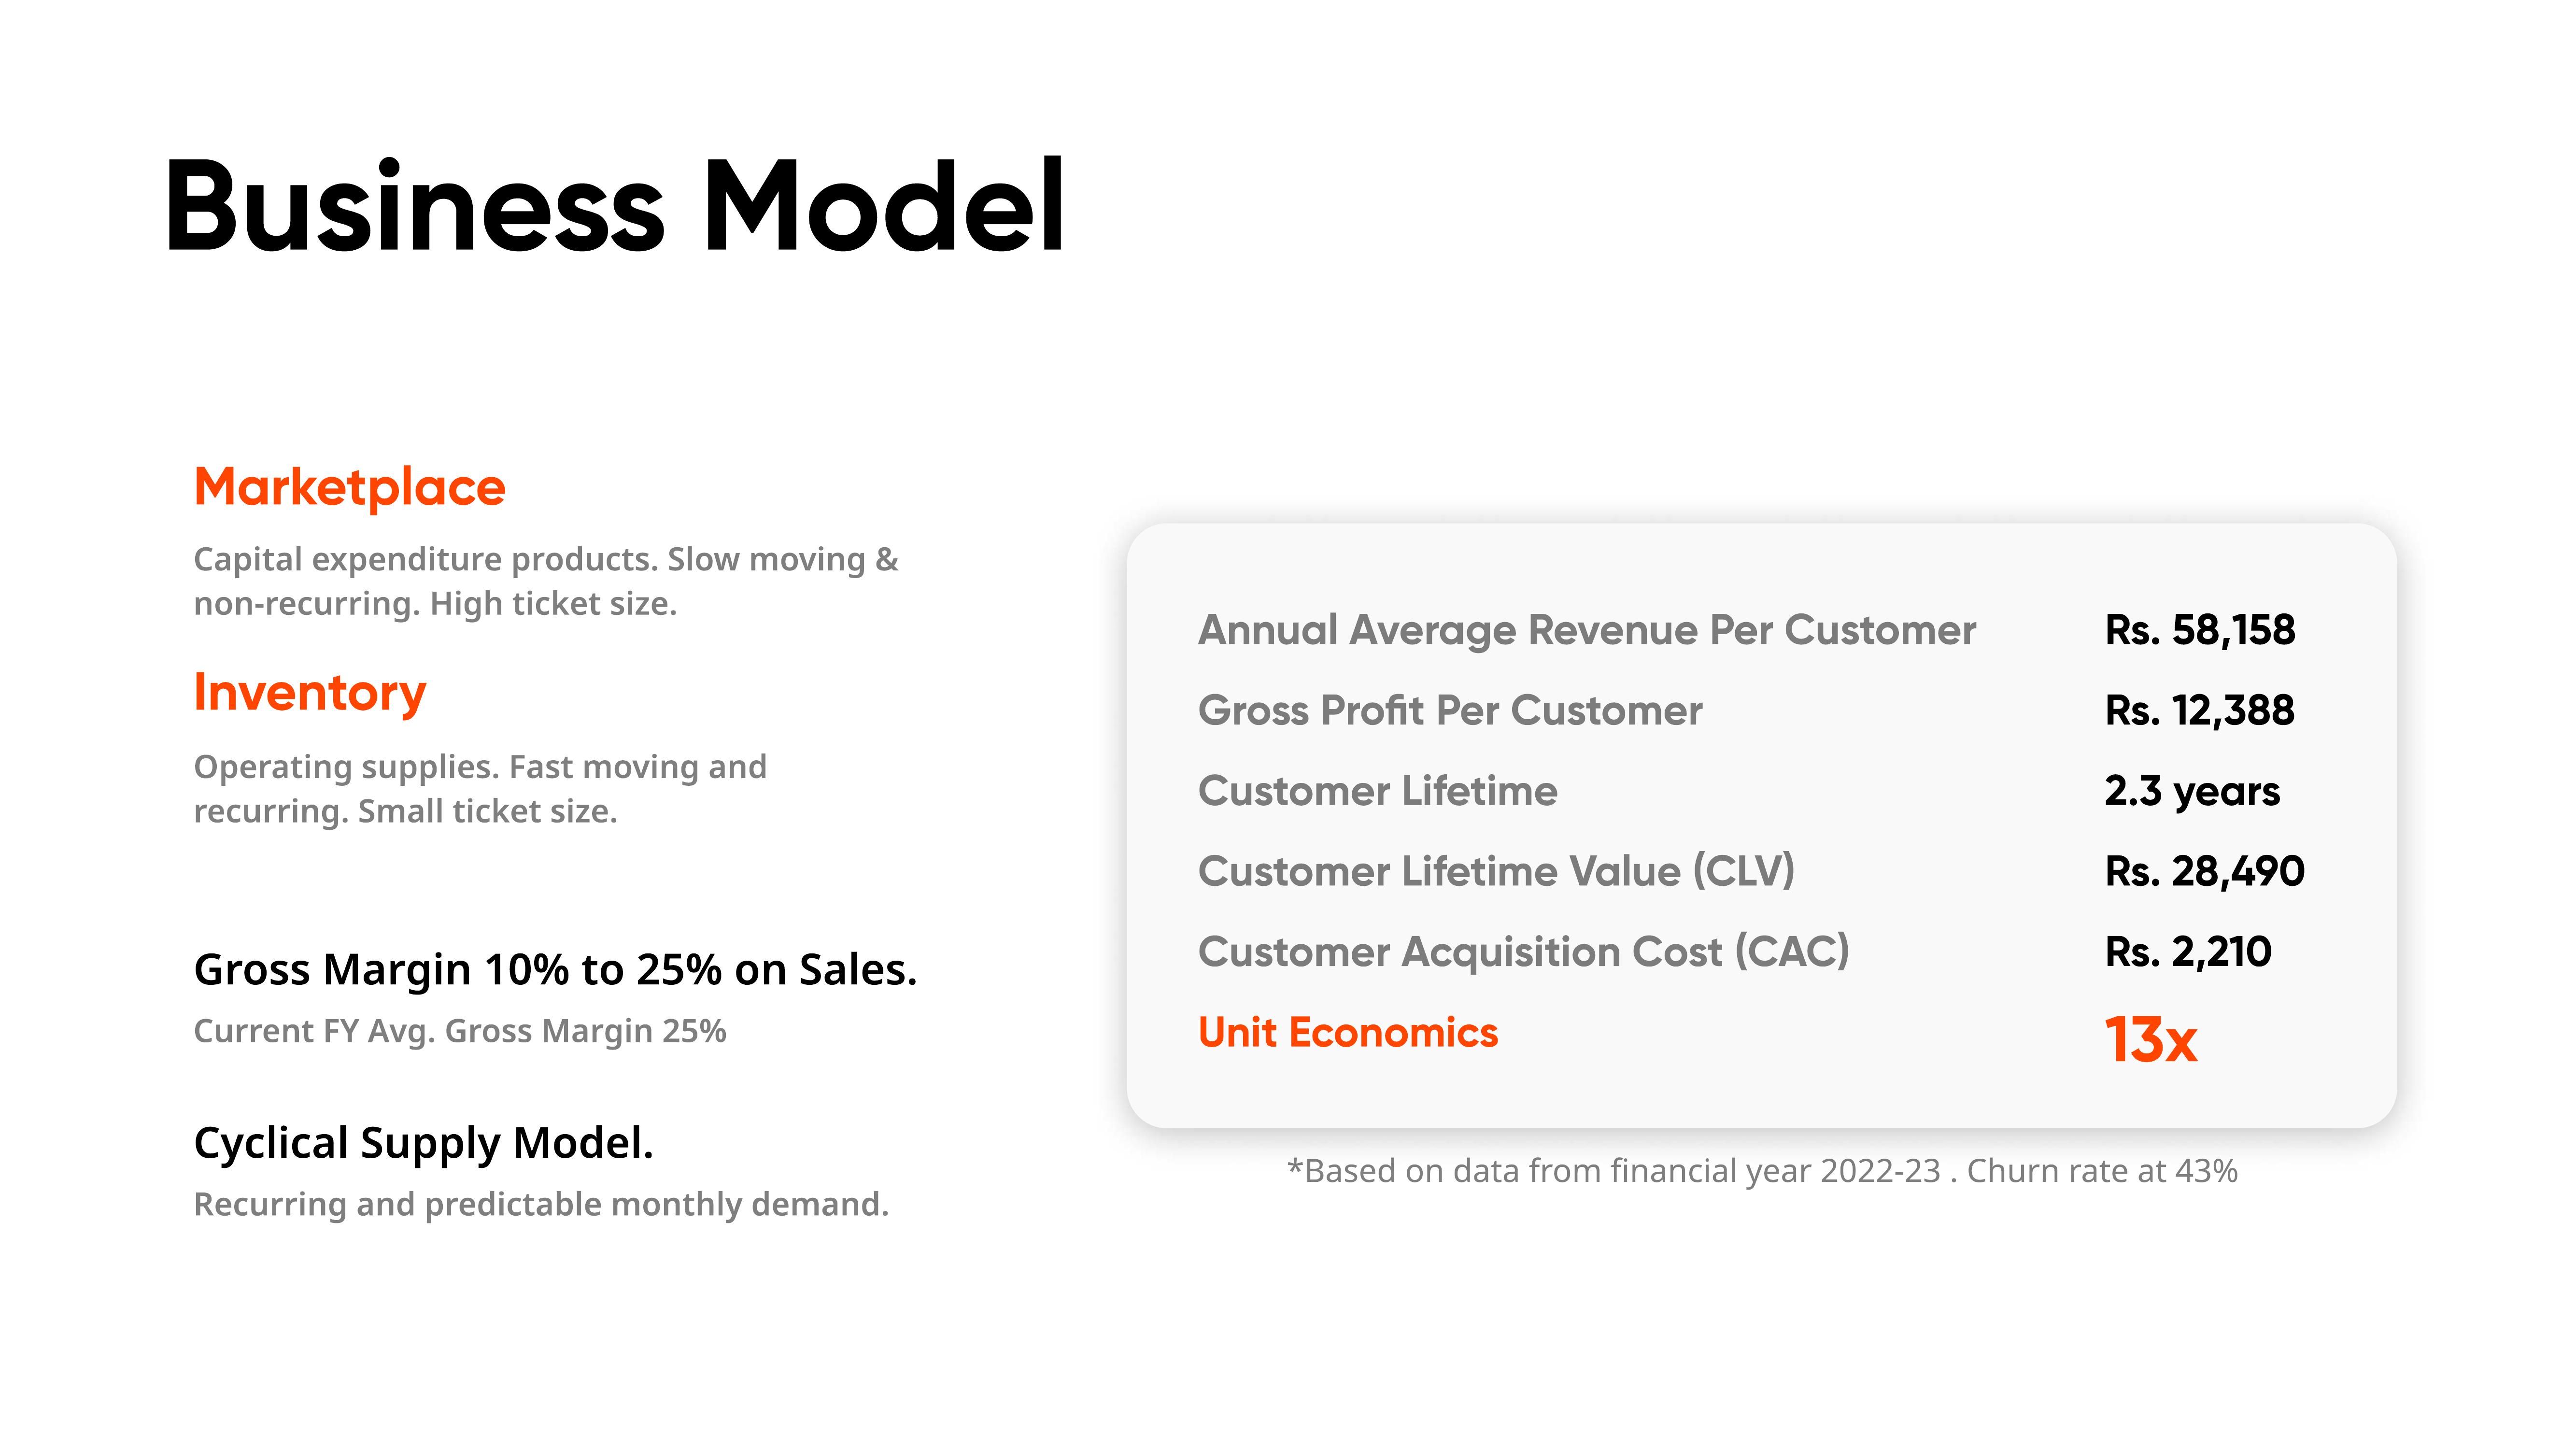 Business Model
Marketplace
Capital expenditure products. Slow moving &
non-recurring. High ticket size.
Inventory
Operating supplies. Fast moving and
recurring. Small ticket size.
Gross Margin 10% to 25% on Sales.
Current FY Avg. Gross Margin 25%
Cyclical Supply Model.
Recurring and predictable monthly demand.
Annual Average Revenue Per Customer Rs. 58,158
Gross Profit Per Customer Rs. 12,388
Customer Lifetime 2.3 years
Customer Lifetime Value (CLV) Rs. 28,490
Customer Acquisition Cost (CAC) Rs. 2,210
Unit Economics 13x
*Based on data from financial year 2022-23 . Churn rate at 43%